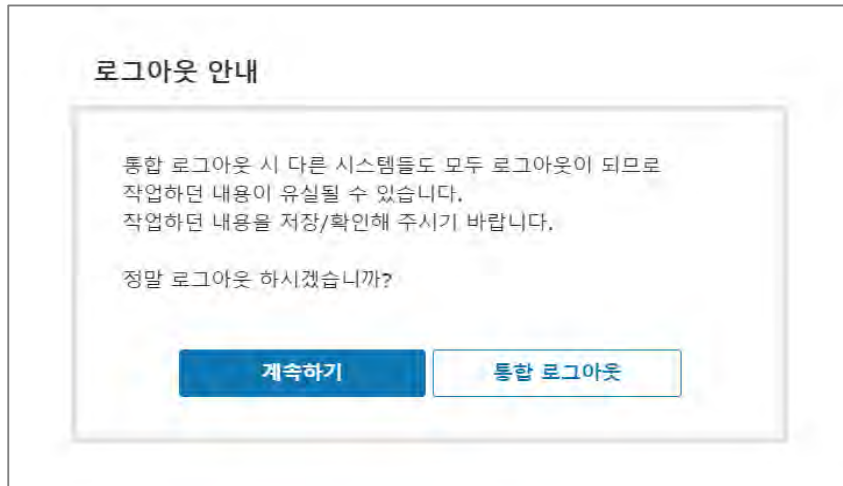 로그아웃 안내
통합 로그아웃 시 다른 시스템들도 모두 로그아웃이 되므로
작업하던 내용이 유실될 수 있습니다.
작업하던 내용을 저장/확인해 주시기 바랍니다.
정말 로그아웃 하시겠습니까?
계속하기
통합 로그아웃